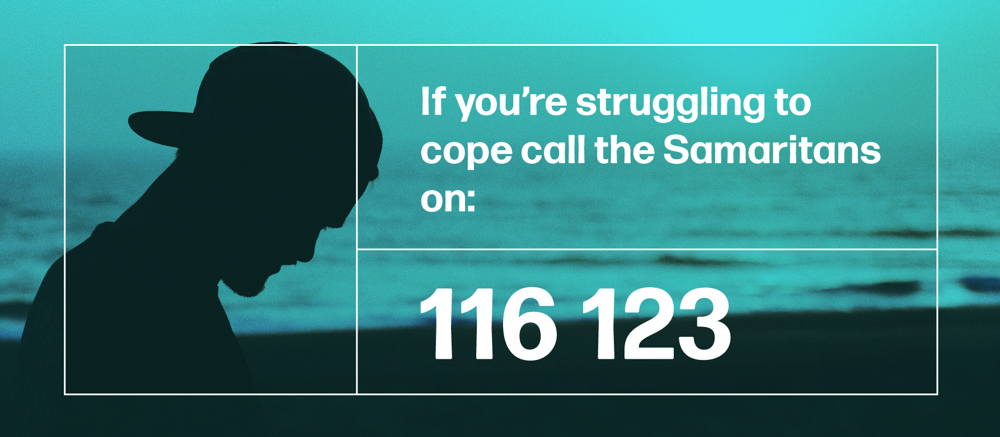 If you’re struggling to
cope call the Samaritans
on:
116 123